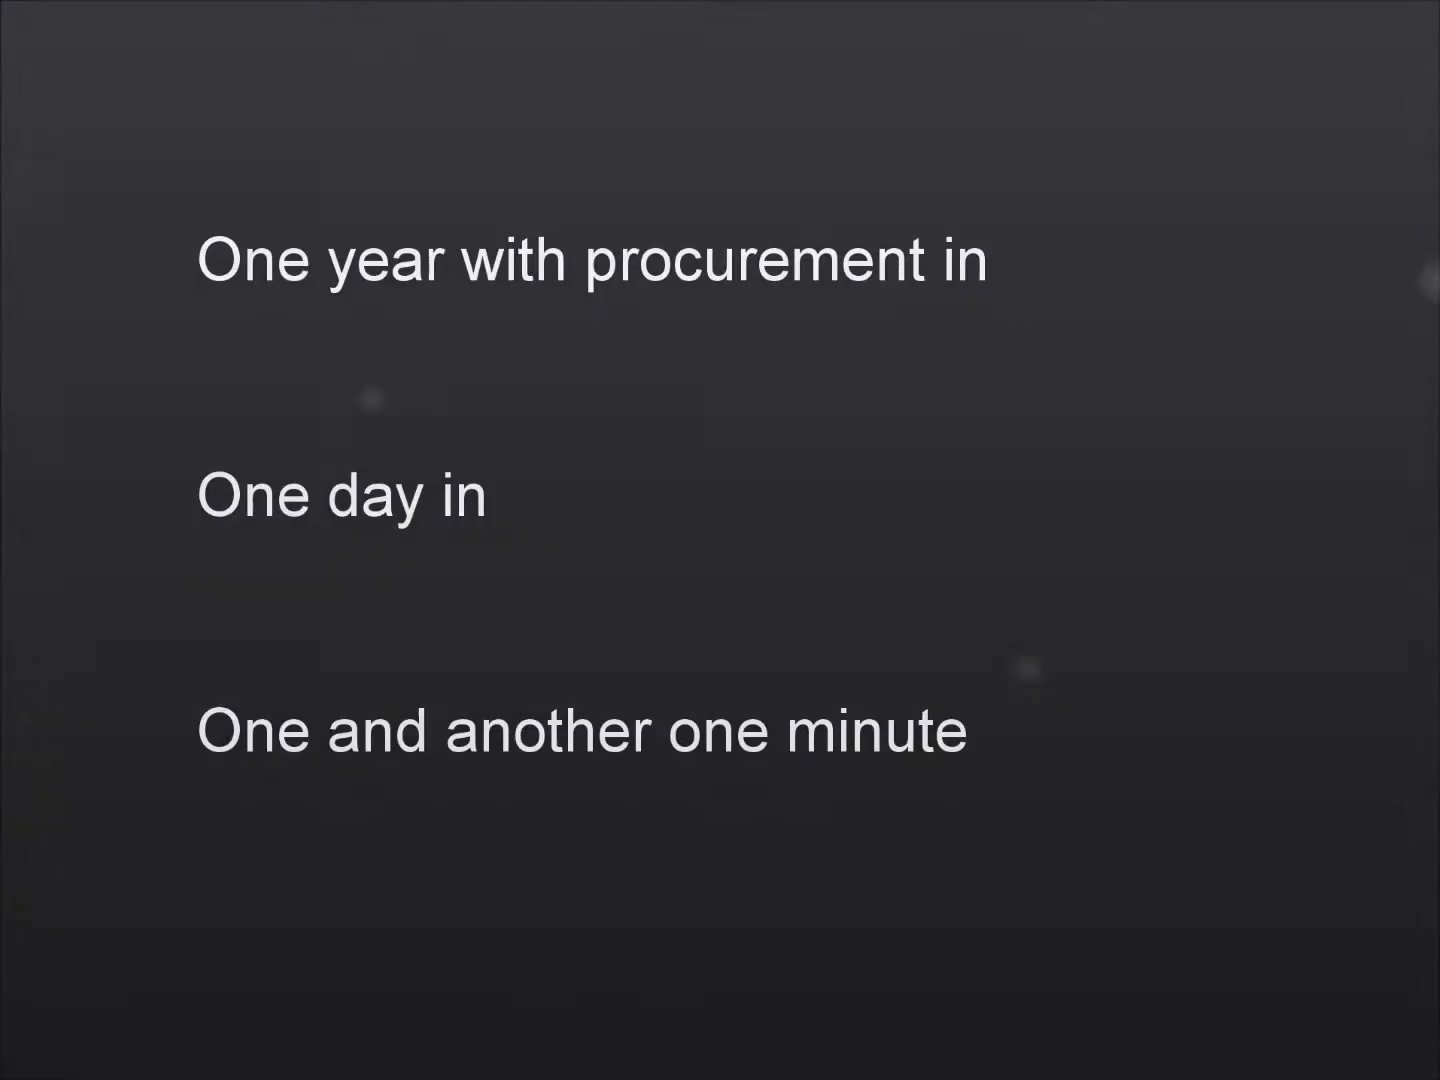 One year with procurement in
One day in
One and another one minute